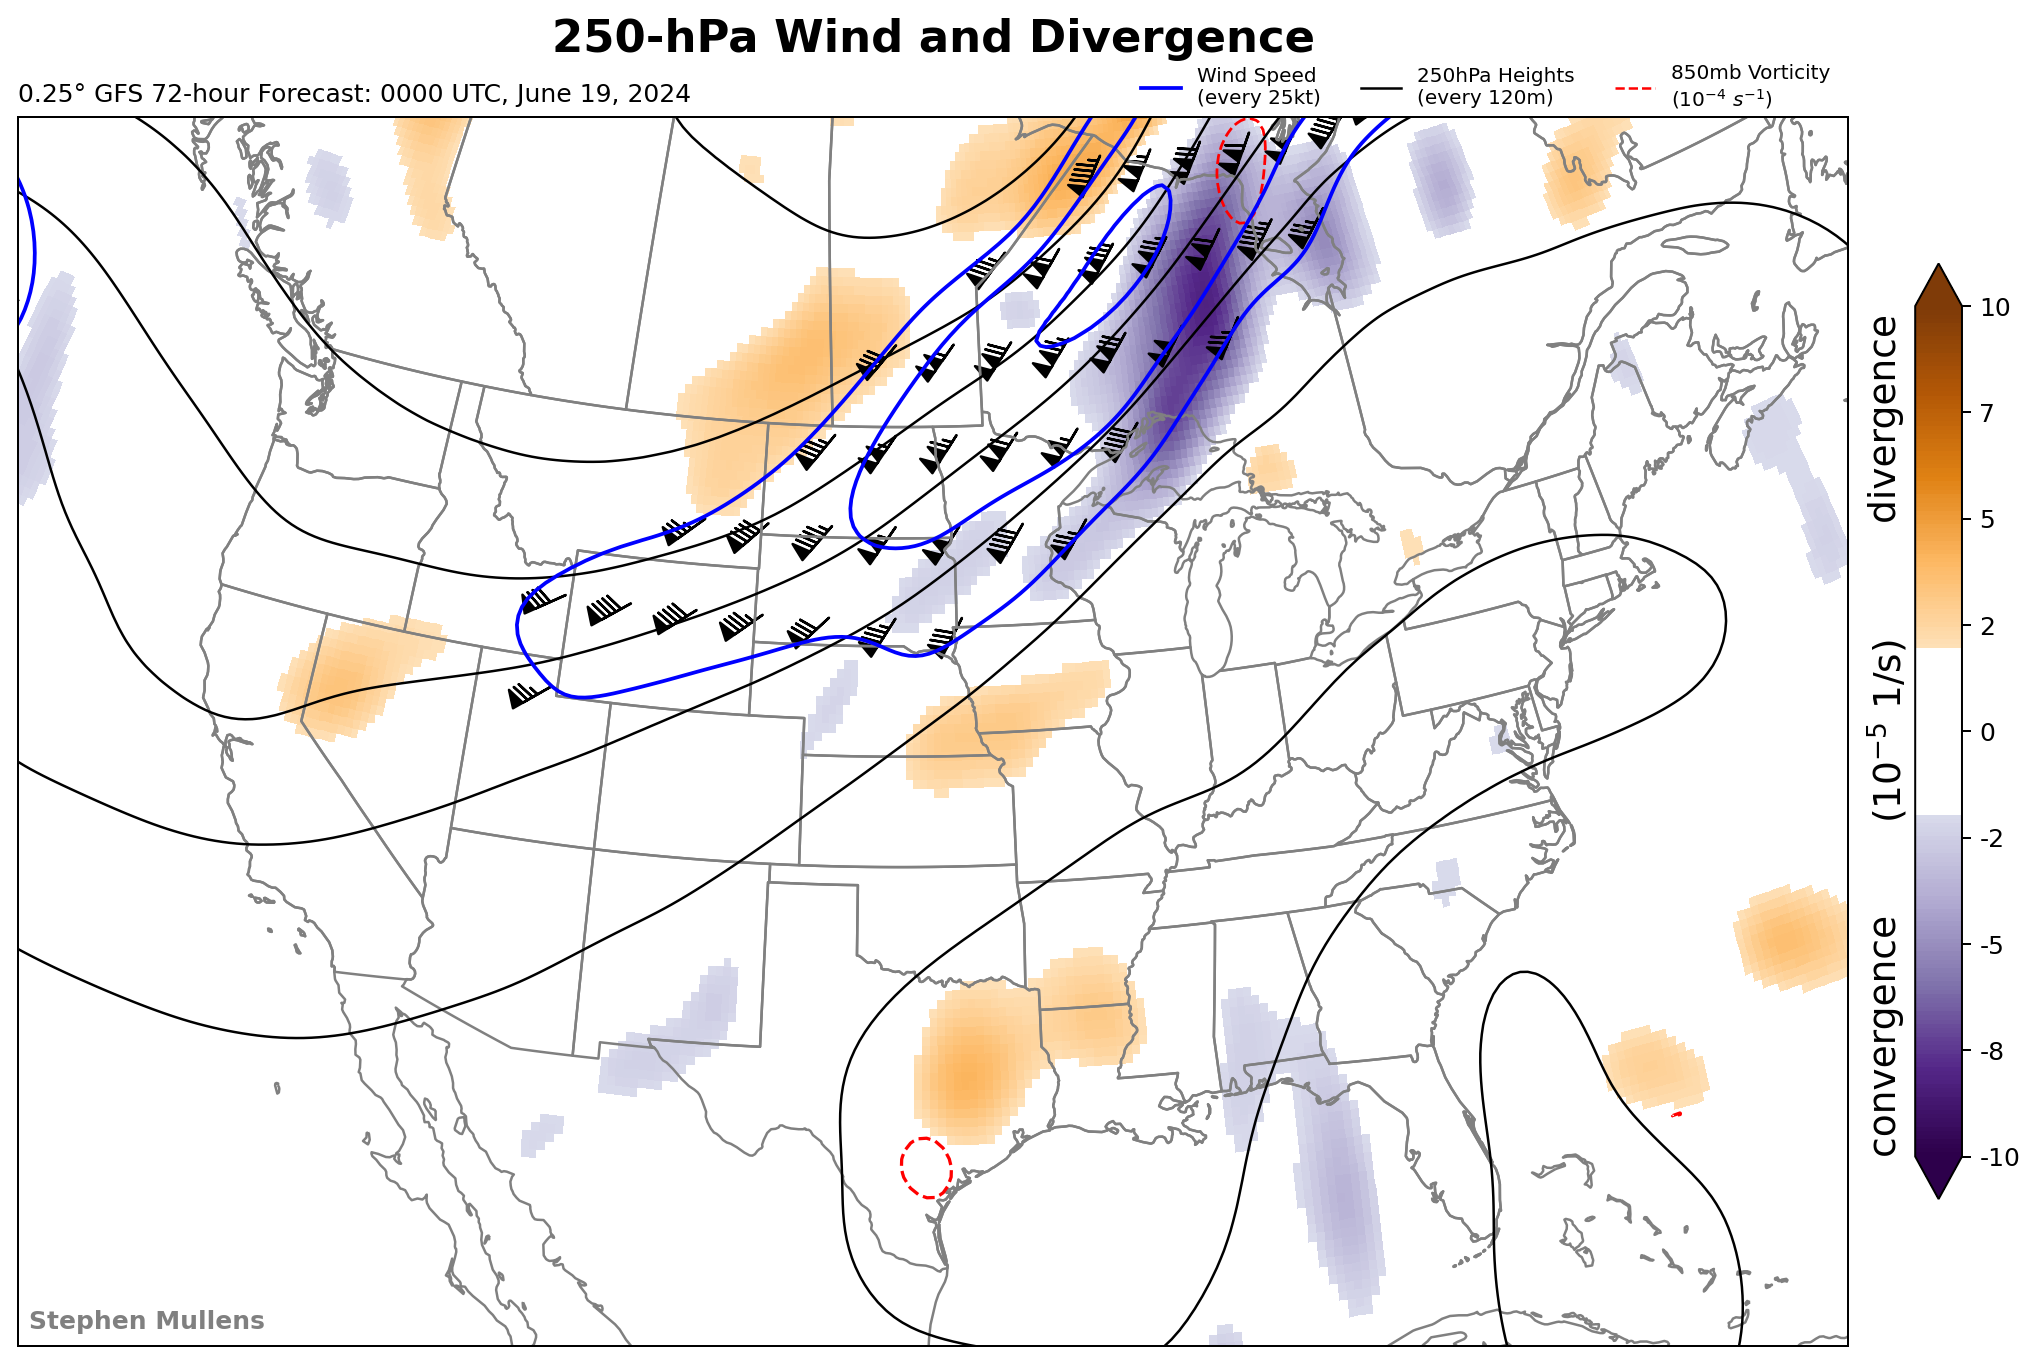 250-hPa Wind and Divergence
0.25° GFS 72-hour Forecast: 0000 UTC, June 19, 2024
Wind Speed
(every 25kt)
250hPa Heights
(every 120m)
850mb Vorticity
(10⁻⁴ s⁻¹)
10
7
5
2
0
-2
-5
-8
-10
divergence
(10⁻⁵ 1/s)
convergence
Stephen Mullens